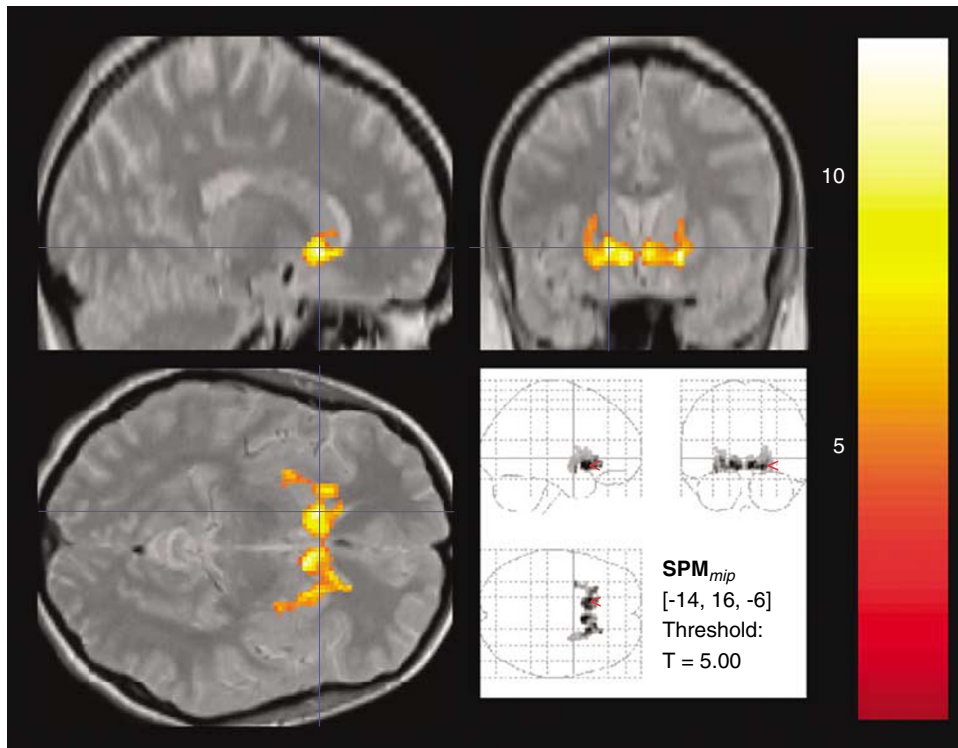 10
5
SPMmip
[-14, 16, -6]
Threshold:
T = 5.00